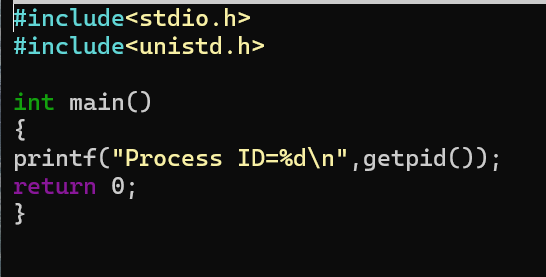 #include<stdio.h>
#include<unistd.h>
int main()
{
printf("Process ID=%d\n",getpid());
return 0;
}